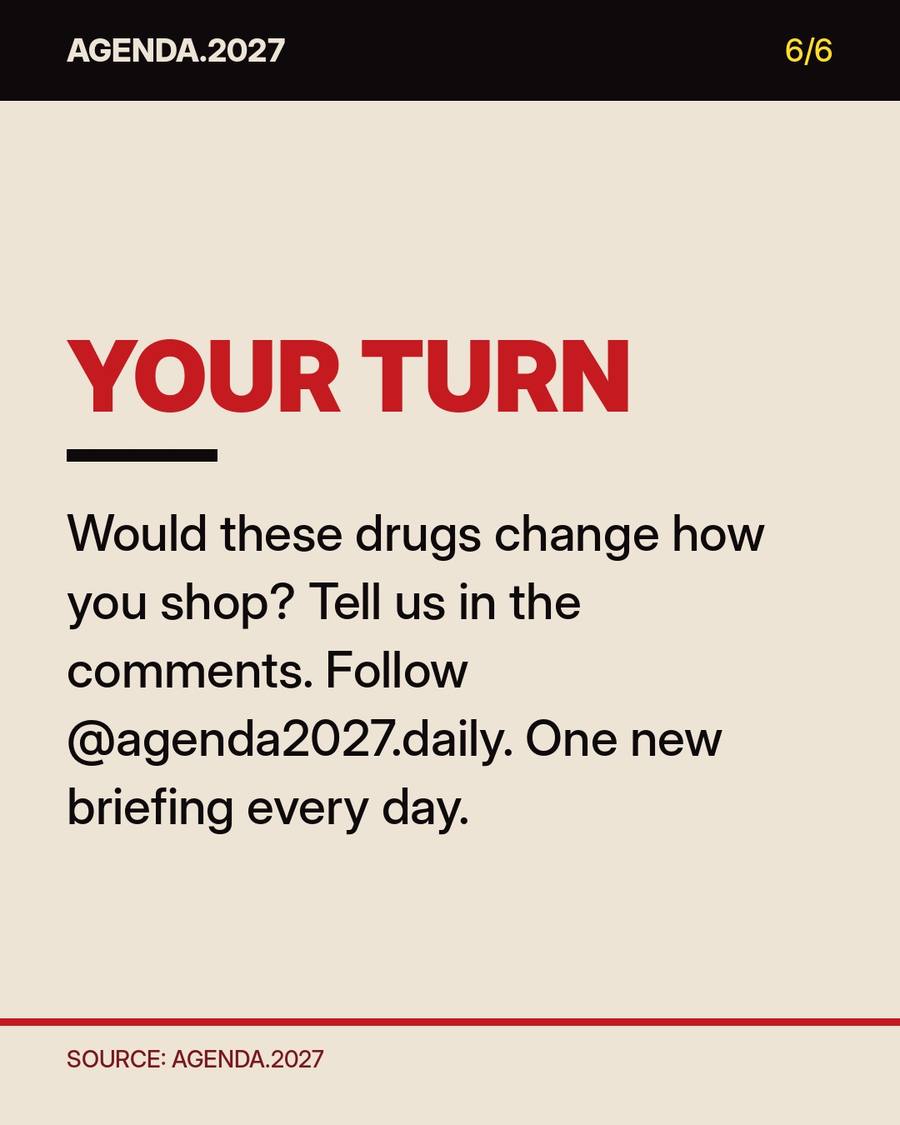 AGENDA.2027
6/6
YOUR TURN
Would these drugs change how
you shop? Tell us in the
comments. Follow
@agenda2027.daily. One new
briefing every day.
SOURCE: AGENDA.2027